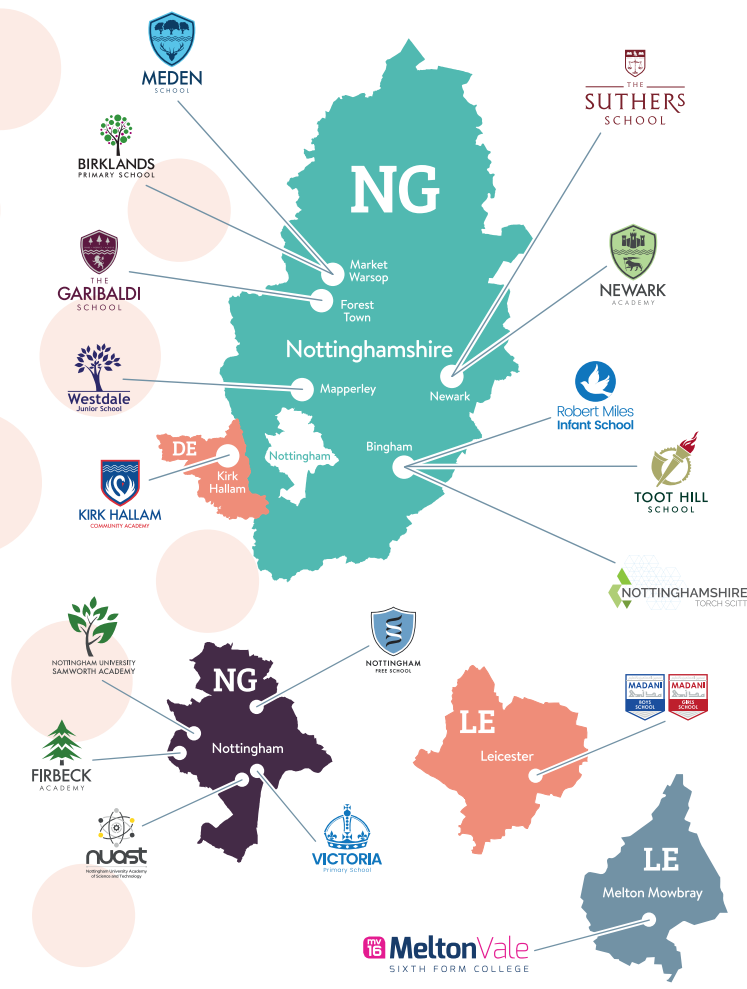 MEDEN
SCHOOL
BIRKLANDS
PRIMARY SCHOOL
THE
GARIBALDI
SCHOOL
Westdale
Junior School
KIRK HALLAM
COMMUNITY ACADEMY
THE
SUTHERS
SCHOOL
NEWARK
ACADEMY
Robert Miles
Infant School
TOOT HILL
SCHOOL
NOTTINGHAMSHIRE
TORCH SCITT
NG
Market
Warsop
Forest
Town
Nottinghamshire
Mapperley
Newark
Bingham
Nottingham
DE
Kirk
Hallam
NOTTINGHAM UNIVERSITY
SAMWORTH ACADEMY
FIRBECK
ACADEMY
nuast
Nottingham University Academy
of Science and Technology
NG
Nottingham
NOTTINGHAM
FREE SCHOOL
VICTORIA
Primary School
LE
Leicester
MADANI
BOYS
SCHOOL
MADANI
GIRLS
SCHOOL
LE
Melton Mowbray
mv
16
MeltonVale
SIXTH FORM COLLEGE